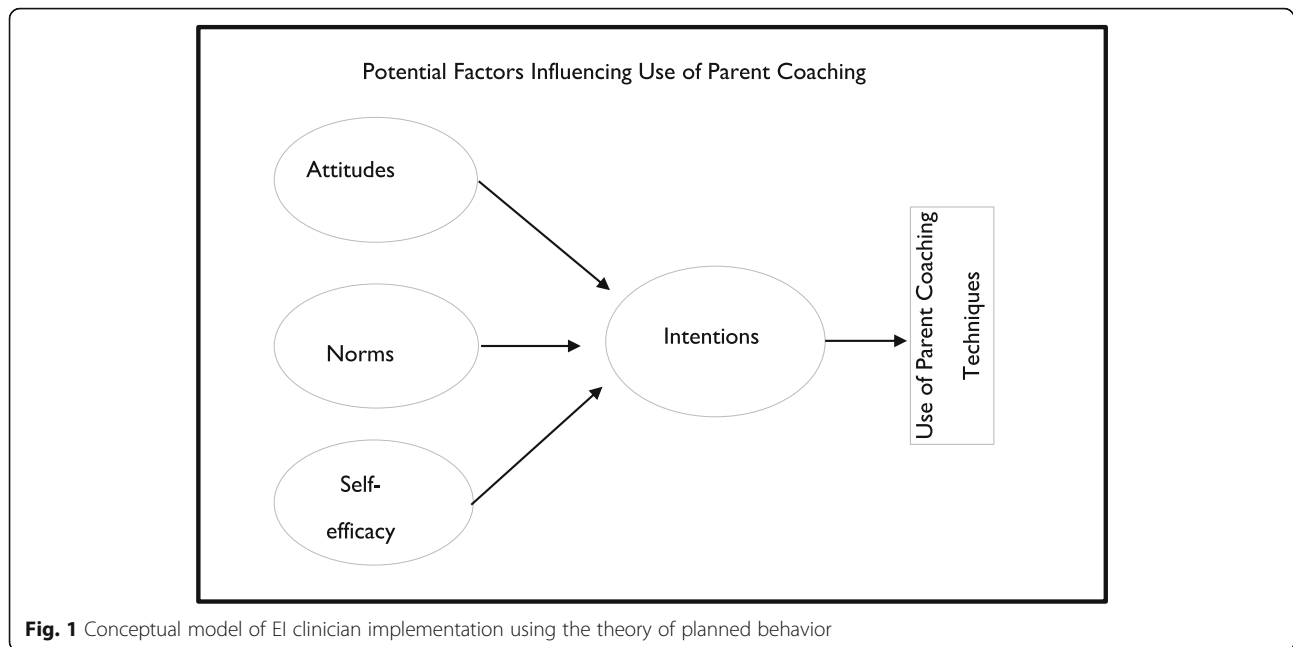 Potential Factors Influencing Use of Parent Coaching
Attitudes
Norms
Self-
efficacy
Intentions
Use of Parent Coaching
Techniques
Fig. 1 Conceptual model of EI clinician implementation using the theory of planned behavior